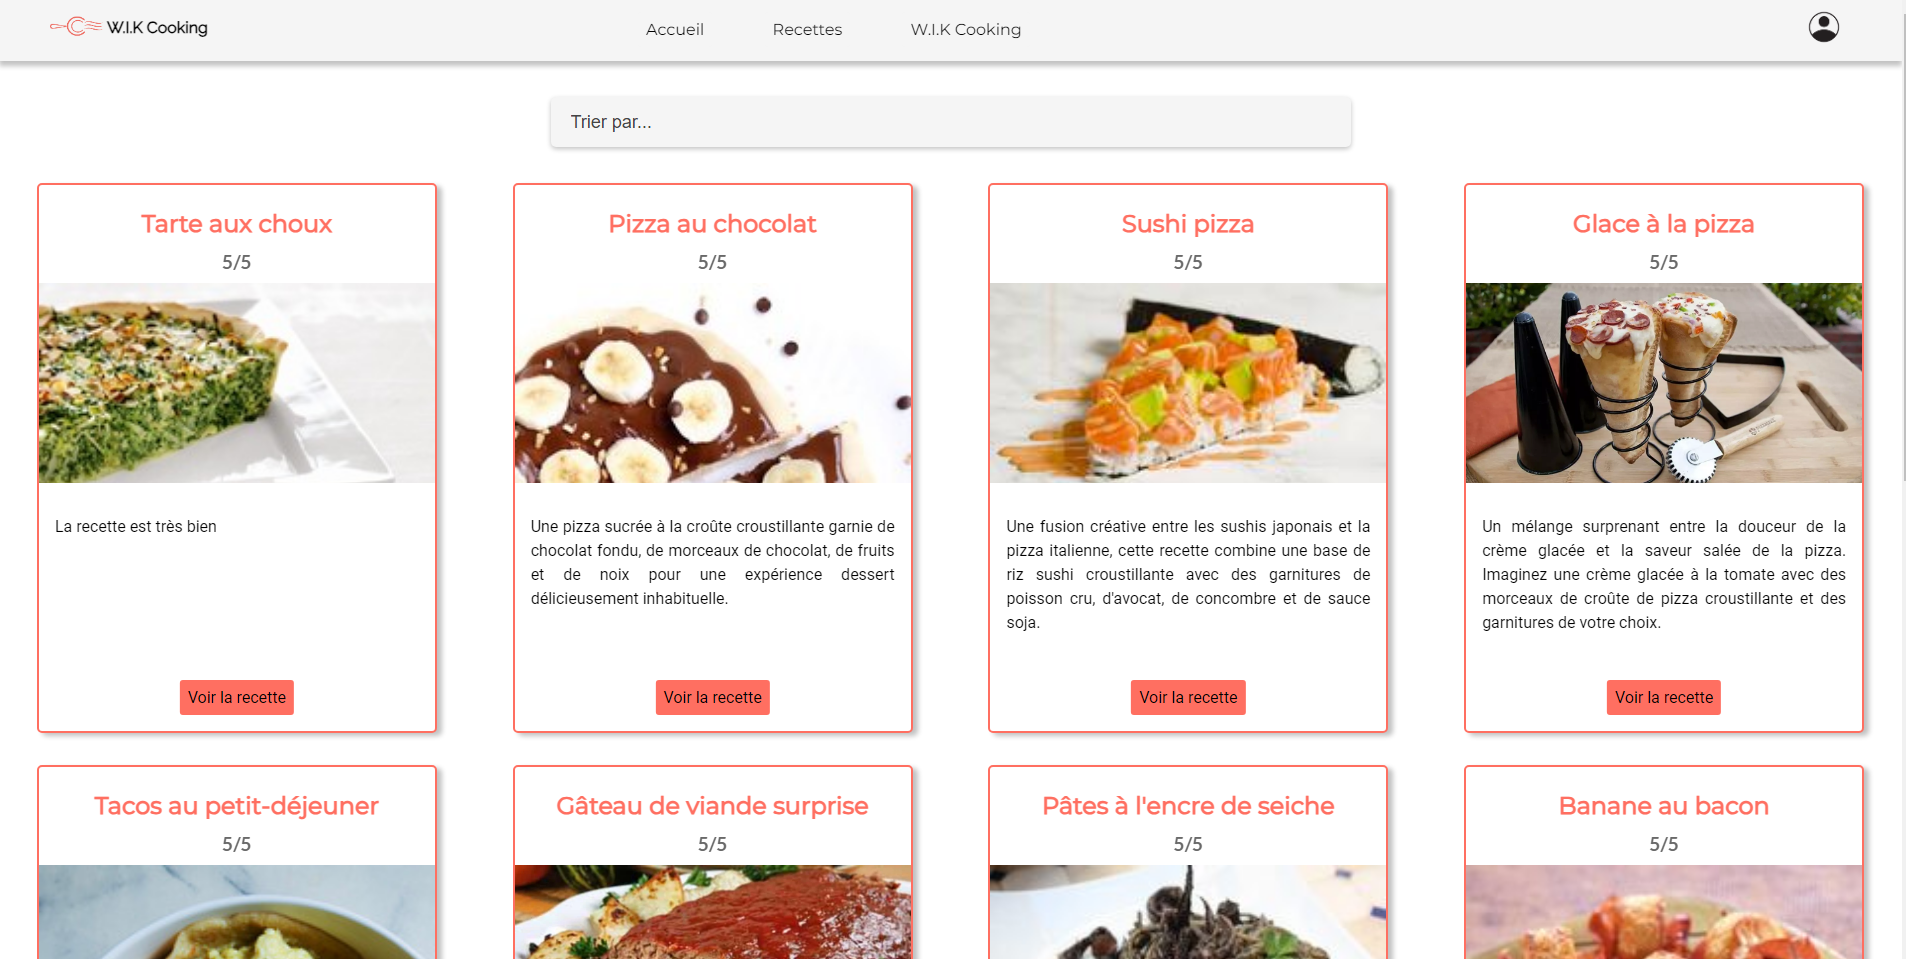 W.I.K Cooking
Accueil
Recettes
W.I.K Cooking
Trier par...
Tarte aux choux
5/5
La recette est très bien
Voir la recette
Pizza au chocolat
5/5
Une pizza sucrée à la croûte croustillante garnie de
chocolat fondu, de morceaux de chocolat, de fruits
et de noix pour une expérience dessert
délicieusement inhabituelle.
Voir la recette
Sushi pizza
5/5
Une fusion créative entre les sushis japonais et la
pizza italienne, cette recette combine une base de
riz sushi croustillante avec des garnitures de
poisson cru, d'avocat, de concombre et de sauce
soja.
Voir la recette
Glace à la pizza
5/5
Un mélange surprenant entre la douceur de la
crème glacée et la saveur salée de la pizza.
Imaginez une crème glacée à la tomate avec des
morceaux de croûte de pizza croustillante et des
garnitures de votre choix.
Voir la recette
Tacos au petit-déjeuner
5/5
Gâteau de viande surprise
5/5
Pâtes à l'encre de seiche
5/5
Banane au bacon
5/5